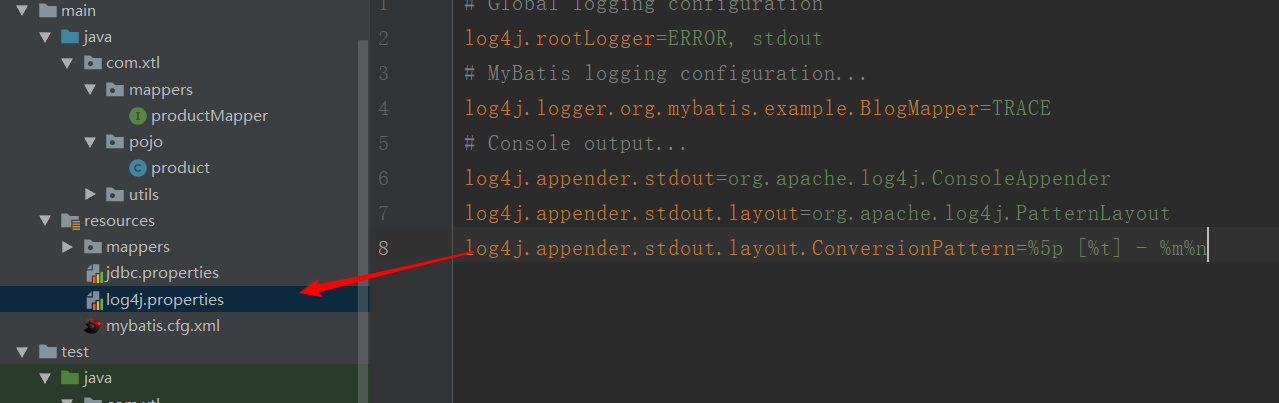 main
java
com.xtl
mappers
productMapper
pojo
product
utils
resources
mappers
jdbc.properties
log4j.properties
mybatis.cfg.xml
test
java
1 # Global logging configuration
2 log4j.rootLogger=ERROR, stdout
3 # MyBatis logging configuration...
4 log4j.logger.org.mybatis.example.BlogMapper=TRACE
5 # Console output...
6 log4j.appender.stdout=org.apache.log4j.ConsoleAppender
7 log4j.appender.stdout.layout=org.apache.log4j.PatternLayout
8 log4j.appender.stdout.layout.ConversionPattern=%5p [%t] - %m%n